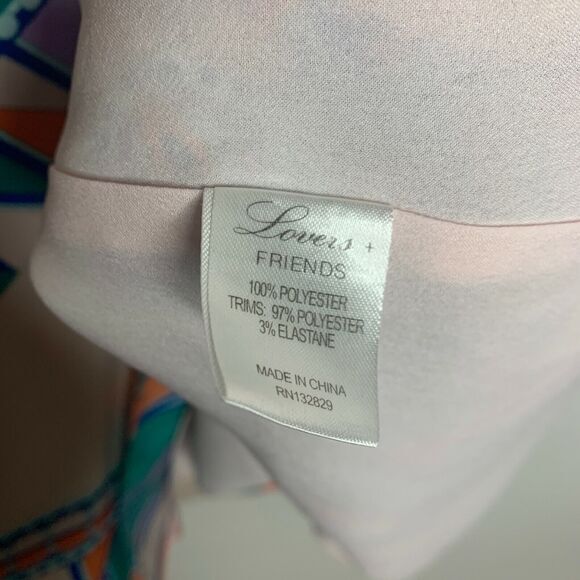 Lovers +
FRIENDS
100% POLYESTER
TRIMS: 97% POLYESTER
3% ELASTANE
MADE IN CHINA
RN132829